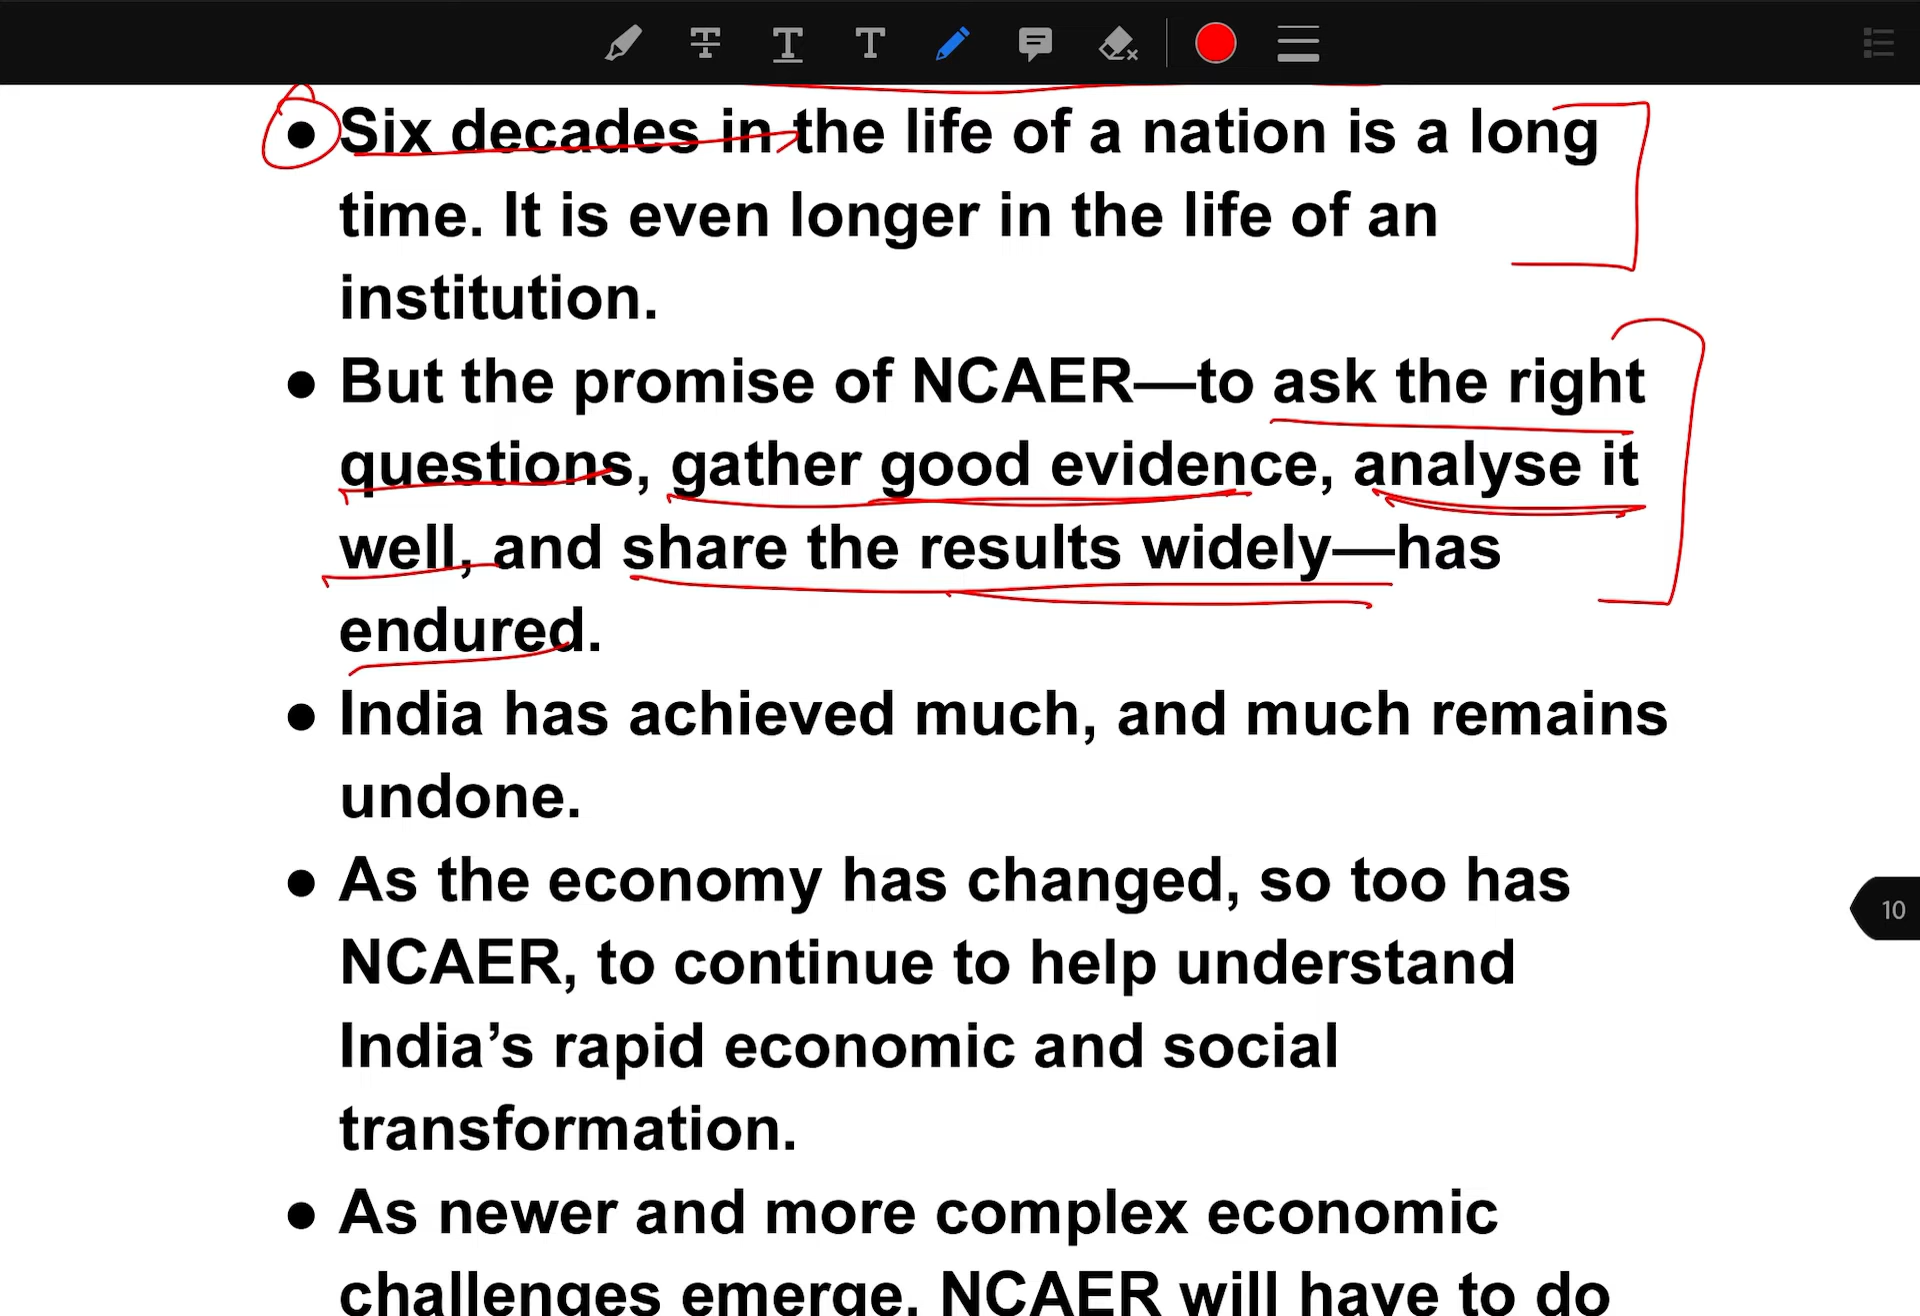 ● Six decades in the life of a nation is a long
time. It is even longer in the life of an
institution.
● But the promise of NCAER—to ask the right
questions, gather good evidence, analyse it
well, and share the results widely—has
endured.
● India has achieved much, and much remains
undone.
● As the economy has changed, so too has
NCAER, to continue to help understand
India’s rapid economic and social
transformation.
10
● As newer and more complex economic
challenges emerge, NCAER will have to do